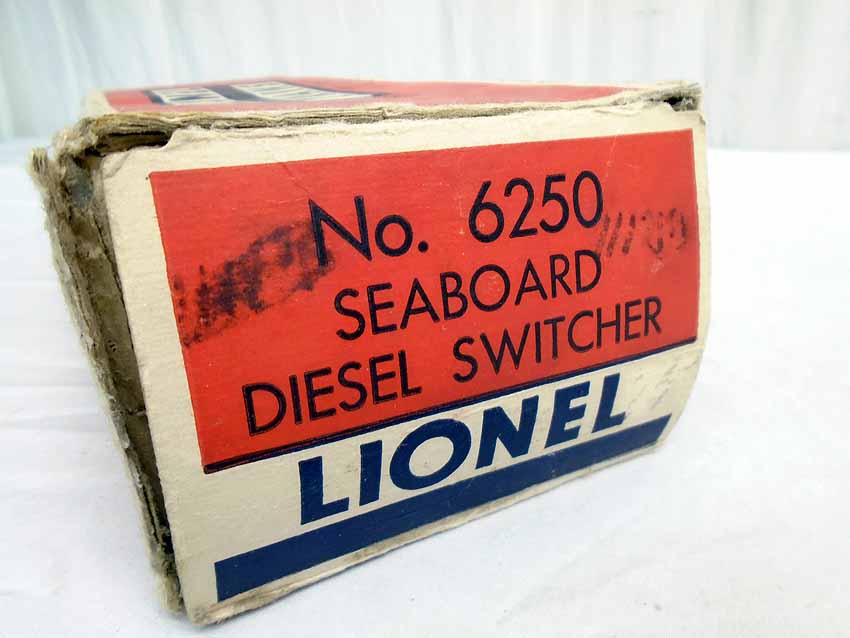 No. 6250
SEABOARD
DIESEL SWITCHER
LIONEL